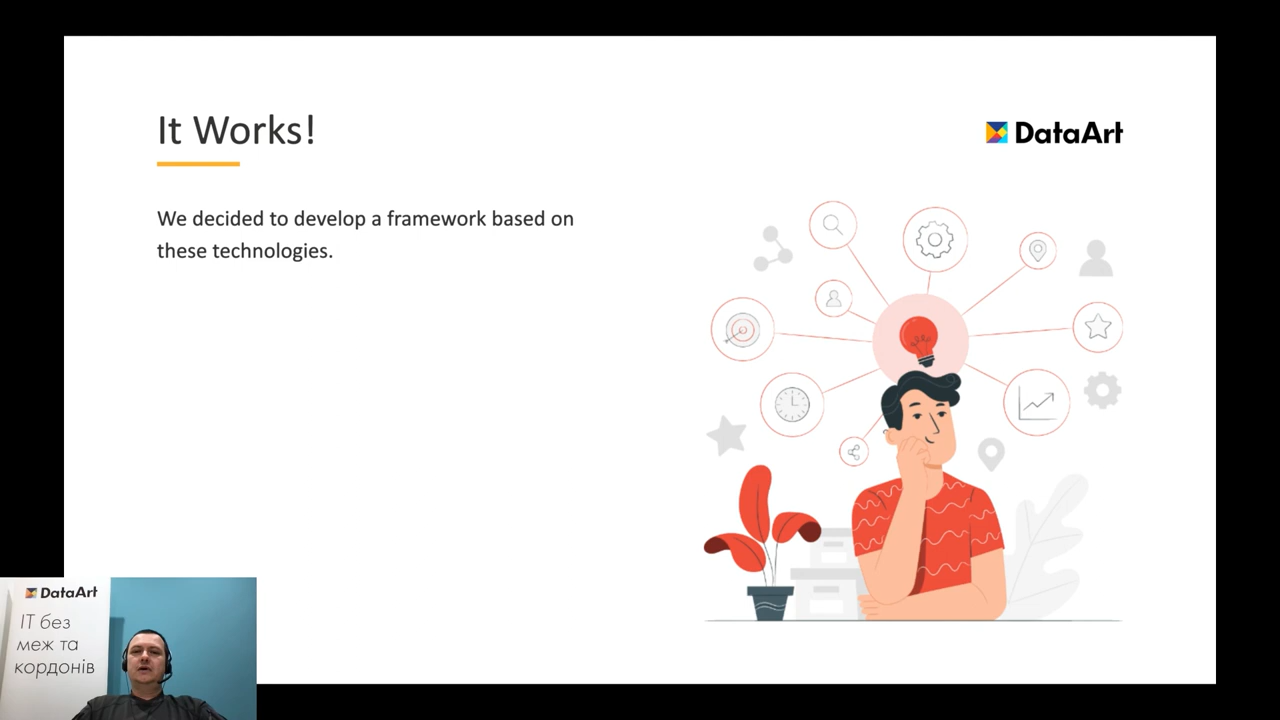 It Works!
DataArt
We decided to develop a framework based on
these technologies.
DataArt
IT без
меж та
кордонів